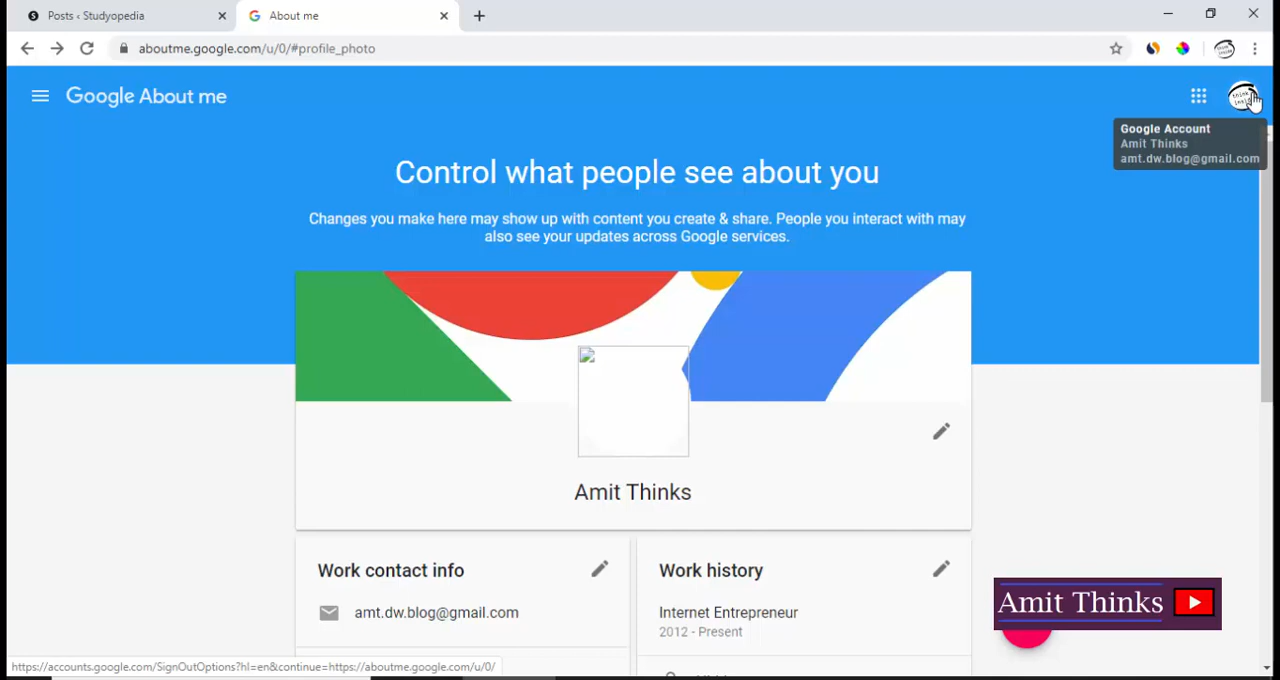 Posts ‹ Studyopedia
About me
aboutme.google.com/u/0/#profile_photo
Google About me
Google Account
Amit Thinks
amt.dw.blog@gmail.com
Control what people see about you
Changes you make here may show up with content you create & share. People you interact with may
also see your updates across Google services.
Amit Thinks
Work contact info
amt.dw.blog@gmail.com
Work history
Internet Entrepreneur
2012 - Present
Amit Thinks
https://accounts.google.com/SignOutOptions?hl=en&continue=https://aboutme.google.com/u/0/